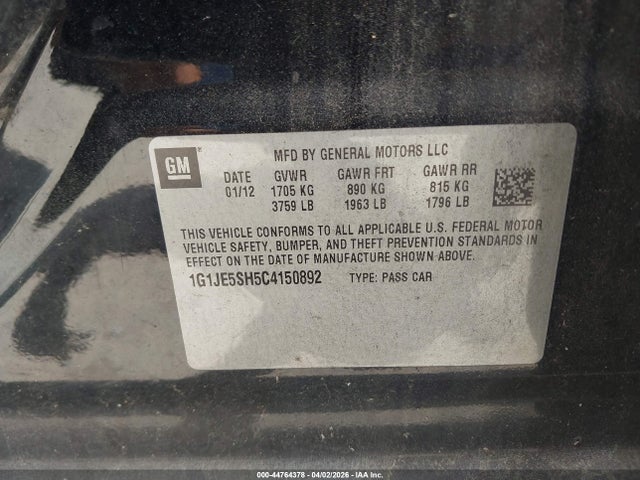 GM
MFD BY GENERAL MOTORS LLC
DATE GVWR GAWR FRT GAWR RR
01/12 1705 KG 890 KG 815 KG
3759 LB 1963 LB 1796 LB
THIS VEHICLE CONFORMS TO ALL APPLICABLE U.S. FEDERAL MOTOR
VEHICLE SAFETY, BUMPER, AND THEFT PREVENTION STANDARDS IN
EFFECT ON THE DATE OF MANUFACTURE SHOWN ABOVE.
1G1JE5SH5C4150892 TYPE: PASS CAR
000-44764378 - 04/02/2026 - IAAI.com